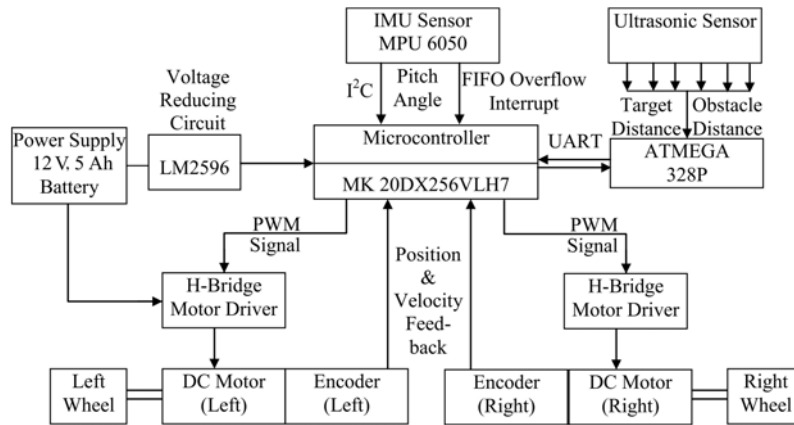 IMU Sensor
MPU 6050
Ultrasonic Sensor
I²C
Pitch
Angle
FIFO Overflow
Interrupt
Target
Distance
Obstacle
Distance
Voltage
Reducing
Circuit
Power Supply
12 V, 5 Ah
Battery
LM2596
Microcontroller
MK 20DX256VLH7
UART
ATMEGA
328P
PWM
Signal
PWM
Signal
Position
&
Velocity
Feed-
back
H-Bridge
Motor Driver
H-Bridge
Motor Driver
Left
Wheel
DC Motor
(Left)
Encoder
(Left)
Encoder
(Right)
DC Motor
(Right)
Right
Wheel